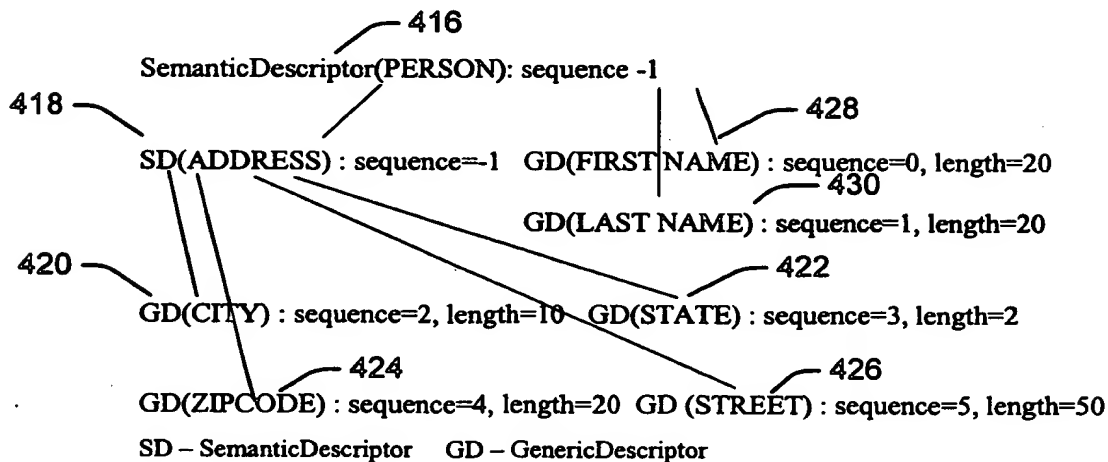 416
SemanticDescriptor(PERSON): sequence -1
418
428
SD(ADDRESS) : sequence=-1 GD(FIRST NAME) : sequence=0, length=20
430
GD(LAST NAME) : sequence=1, length=20
420
422
GD(CITY) : sequence=2, length=10 GD(STATE) : sequence=3, length=2
424
426
GD(ZIPCODE) : sequence=4, length=20 GD (STREET) : sequence=5, length=50
SD – SemanticDescriptor GD – GenericDescriptor